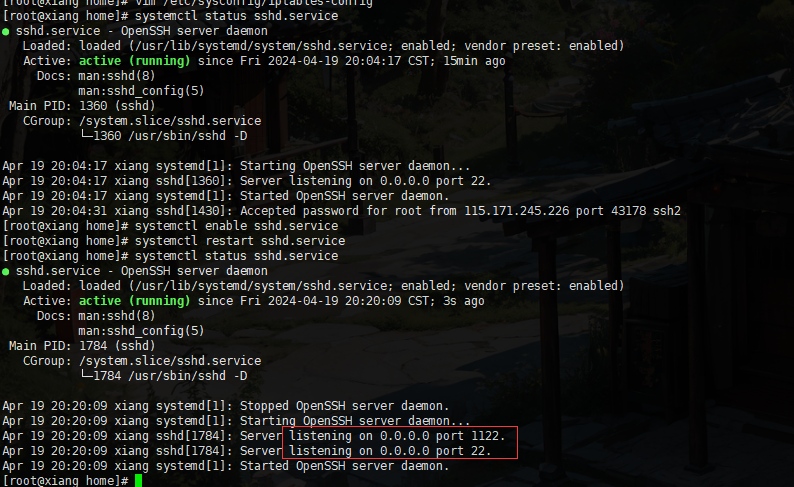 [root@xiang home]# vim /etc/sysconfig/iptables-config
[root@xiang home]# systemctl status sshd.service
● sshd.service - OpenSSH server daemon
   Loaded: loaded (/usr/lib/systemd/system/sshd.service; enabled; vendor preset: enabled)
   Active: active (running) since Fri 2024-04-19 20:04:17 CST; 15min ago
     Docs: man:sshd(8)
           man:sshd_config(5)
 Main PID: 1360 (sshd)
   CGroup: /system.slice/sshd.service
           └─1360 /usr/sbin/sshd -D
Apr 19 20:04:17 xiang systemd[1]: Starting OpenSSH server daemon...
Apr 19 20:04:17 xiang sshd[1360]: Server listening on 0.0.0.0 port 22.
Apr 19 20:04:17 xiang systemd[1]: Started OpenSSH server daemon.
Apr 19 20:04:31 xiang sshd[1430]: Accepted password for root from 115.171.245.226 port 43178 ssh2
[root@xiang home]# systemctl enable sshd.service
[root@xiang home]# systemctl restart sshd.service
[root@xiang home]# systemctl status sshd.service
● sshd.service - OpenSSH server daemon
   Loaded: loaded (/usr/lib/systemd/system/sshd.service; enabled; vendor preset: enabled)
   Active: active (running) since Fri 2024-04-19 20:20:09 CST; 3s ago
     Docs: man:sshd(8)
           man:sshd_config(5)
 Main PID: 1784 (sshd)
   CGroup: /system.slice/sshd.service
           └─1784 /usr/sbin/sshd -D
Apr 19 20:20:09 xiang systemd[1]: Stopped OpenSSH server daemon.
Apr 19 20:20:09 xiang systemd[1]: Starting OpenSSH server daemon...
Apr 19 20:20:09 xiang sshd[1784]: Server listening on 0.0.0.0 port 1122.
Apr 19 20:20:09 xiang sshd[1784]: Server listening on 0.0.0.0 port 22.
Apr 19 20:20:09 xiang systemd[1]: Started OpenSSH server daemon.
[root@xiang home]#